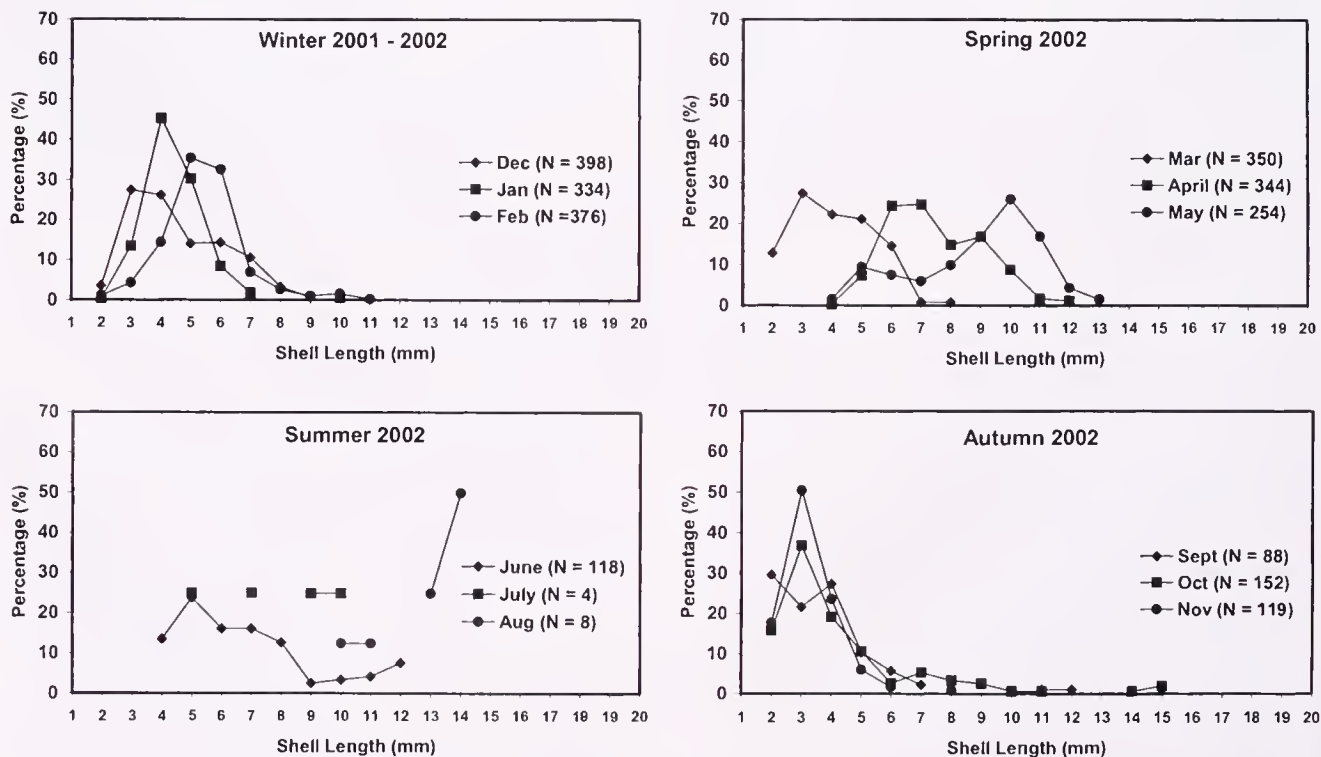 Winter 2001 - 2002
Percentage (%)
70
60
50
40
30
20
10
0
Dec (N = 398)
Jan (N = 334)
Feb (N =376)
1 2 3 4 5 6 7 8 9 10 11 12 13 14 15 16 17 18 19 20
Shell Length (mm)
Spring 2002
Percentage (%)
70
60
50
40
30
20
10
0
Mar (N = 350)
April (N = 344)
May (N = 254)
1 2 3 4 5 6 7 8 9 10 11 12 13 14 15 16 17 18 19 20
Shell Length (mm)
Summer 2002
Percentage (%)
70
60
50
40
30
20
10
0
June (N = 118)
July (N = 4)
Aug (N = 8)
1 2 3 4 5 6 7 8 9 10 11 12 13 14 15 16 17 18 19 20
Shell Length (mm)
Autumn 2002
Percentage (%)
70
60
50
40
30
20
10
0
Sept (N = 88)
Oct (N = 152)
Nov (N = 119)
1 2 3 4 5 6 7 8 9 10 11 12 13 14 15 16 17 18 19 20
Shell Length (mm)